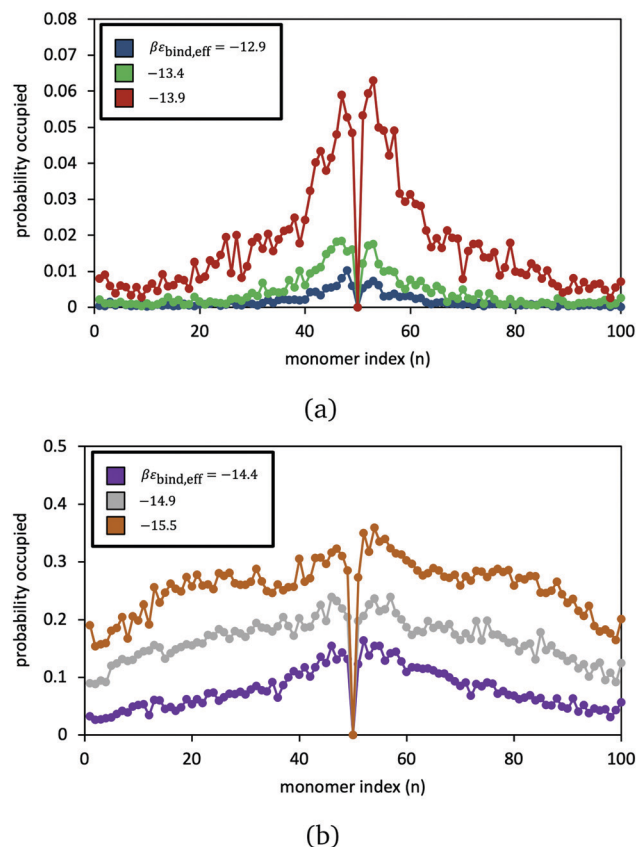 0.08
0.07
0.06
0.05
0.04
0.03
0.02
0.01
0
probability occupied
βε_bind,eff = −12.9
−13.4
−13.9
0 20 40 60 80 100
monomer index (n)
(a)
0.5
0.4
0.3
0.2
0.1
0
probability occupied
βε_bind,eff = −14.4
−14.9
−15.5
0 20 40 60 80 100
monomer index (n)
(b)